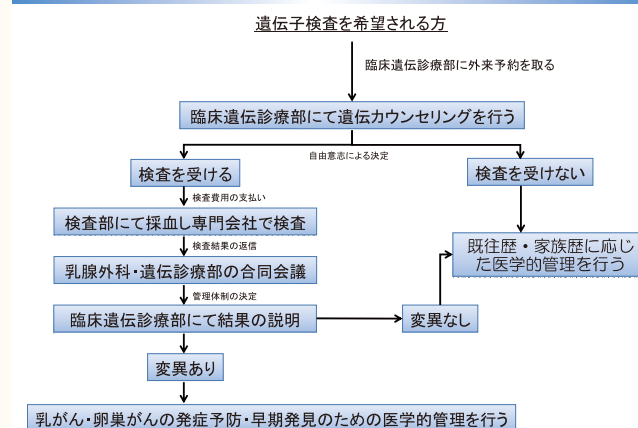 遺伝子検査を希望される方
臨床遺伝診療部に外来予約を取る
臨床遺伝診療部にて遺伝カウンセリングを行う
自由意志による決定
検査を受ける
検査を受けない
検査費用の支払い
検査部にて採血し専門会社で検査
検査結果の返信
既往歴・家族歴に応じ
た医学的管理を行う
乳腺外科・遺伝診療部の合同会議
管理体制の決定
臨床遺伝診療部にて結果の説明
変異なし
変異あり
乳がん・卵巣がんの発症予防・早期発見のための医学的管理を行う